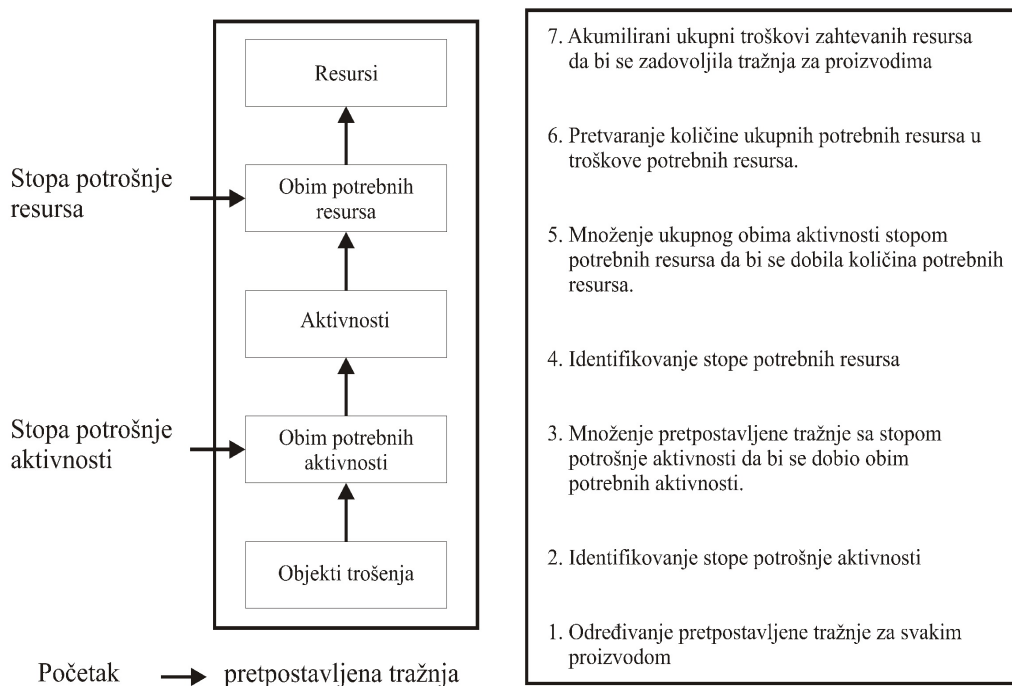 Resursi
Stopa potrošnje
resursa
Obim potrebnih
resursa
Aktivnosti
Stopa potrošnje
aktivnosti
Obim potrebnih
aktivnosti
Objekti trošenja
Početak
pretpostavljena tražnja
7. Akumilirani ukupni troškovi zahtevanih resursa
da bi se zadovoljila tražnja za proizvodima
6. Pretvaranje količine ukupnih potrebnih resursa u
troškove potrebnih resursa.
5. Množenje ukupnog obima aktivnosti stopom
potrebnih resursa da bi se dobila količina potrebnih
resursa.
4. Identifikovanje stope potrebnih resursa
3. Množenje pretpostavljene tražnje sa stopom
potrošnje aktivnosti da bi se dobio obim
potrebnih aktivnosti.
2. Identifikovanje stope potrošnje aktivnosti
1. Određivanje pretpostavljene tražnje za svakim
proizvodom